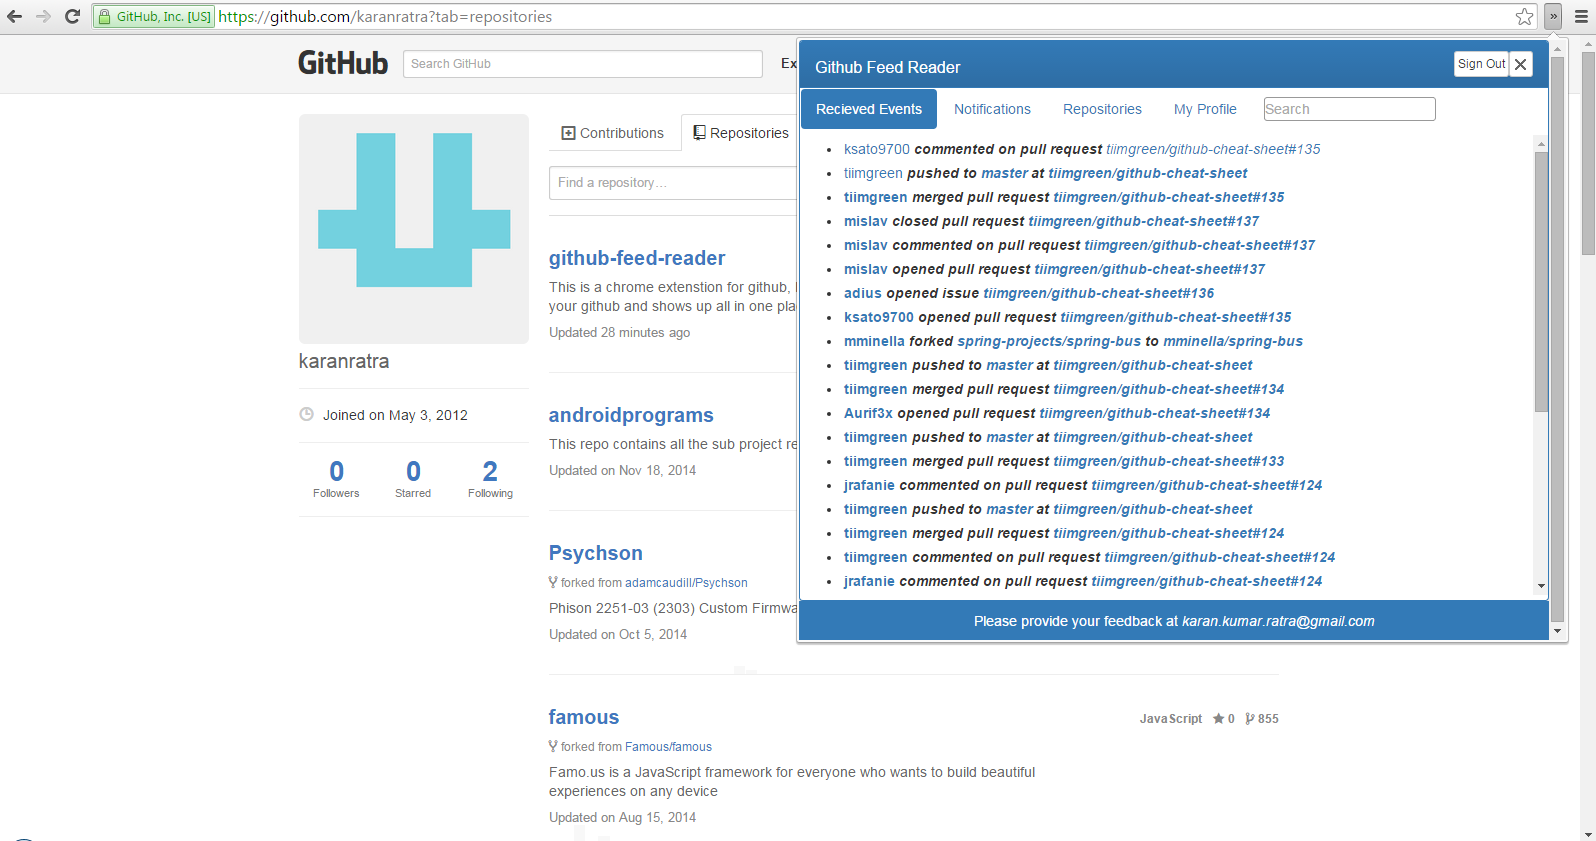 GitHub, Inc. [US] https://github.com/karanratra?tab=repositories
GitHub
Search GitHub
Ex
Contributions
Repositories
Find a repository...
karanratra
Joined on May 3, 2012
0 0 2
Followers Starred Following
github-feed-reader
This is a chrome extenstion for github,
your github and shows up all in one pla
Updated 28 minutes ago
androidprograms
This repo contains all the sub project re
Updated on Nov 18, 2014
Psychson
forked from adamcaudill/Psychson
Phison 2251-03 (2303) Custom Firmwa
Updated on Oct 5, 2014
famous
JavaScript 0 855
forked from Famous/famous
Famo.us is a JavaScript framework for everyone who wants to build beautiful
experiences on any device
Updated on Aug 15, 2014
Github Feed Reader
Sign Out
Recieved Events Notifications Repositories My Profile Search
ksato9700 commented on pull request tiimgreen/github-cheat-sheet#135
tiimgreen pushed to master at tiimgreen/github-cheat-sheet
tiimgreen merged pull request tiimgreen/github-cheat-sheet#135
mislav closed pull request tiimgreen/github-cheat-sheet#137
mislav commented on pull request tiimgreen/github-cheat-sheet#137
mislav opened pull request tiimgreen/github-cheat-sheet#137
adius opened issue tiimgreen/github-cheat-sheet#136
ksato9700 opened pull request tiimgreen/github-cheat-sheet#135
mminella forked spring-projects/spring-bus to mminella/spring-bus
tiimgreen pushed to master at tiimgreen/github-cheat-sheet
tiimgreen merged pull request tiimgreen/github-cheat-sheet#134
Aurif3x opened pull request tiimgreen/github-cheat-sheet#134
tiimgreen pushed to master at tiimgreen/github-cheat-sheet
tiimgreen merged pull request tiimgreen/github-cheat-sheet#133
jrafanie commented on pull request tiimgreen/github-cheat-sheet#124
tiimgreen pushed to master at tiimgreen/github-cheat-sheet
tiimgreen merged pull request tiimgreen/github-cheat-sheet#124
tiimgreen commented on pull request tiimgreen/github-cheat-sheet#124
jrafanie commented on pull request tiimgreen/github-cheat-sheet#124
Please provide your feedback at karan.kumar.ratra@gmail.com